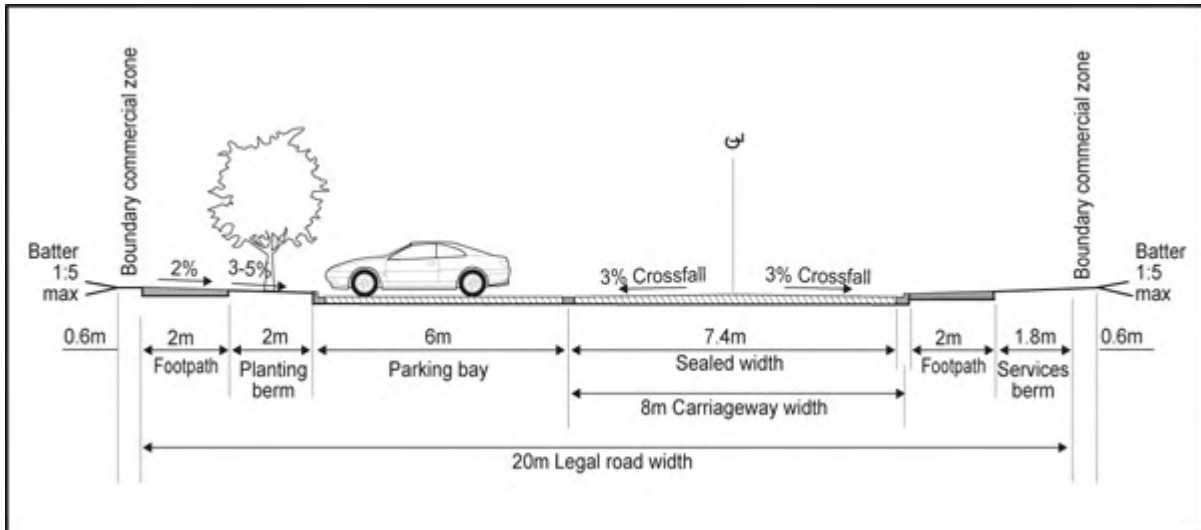 Boundary commercial zone
Boundary commercial zone
Batter
1:5
max
2%
3-5%
3% Crossfall
3% Crossfall
Batter
1:5
max
0.6m
2m
Footpath
2m
Planting
berm
6m
Parking bay
7.4m
Sealed width
2m
Footpath
1.8m
Services
berm
0.6m
8m Carriageway width
20m Legal road width